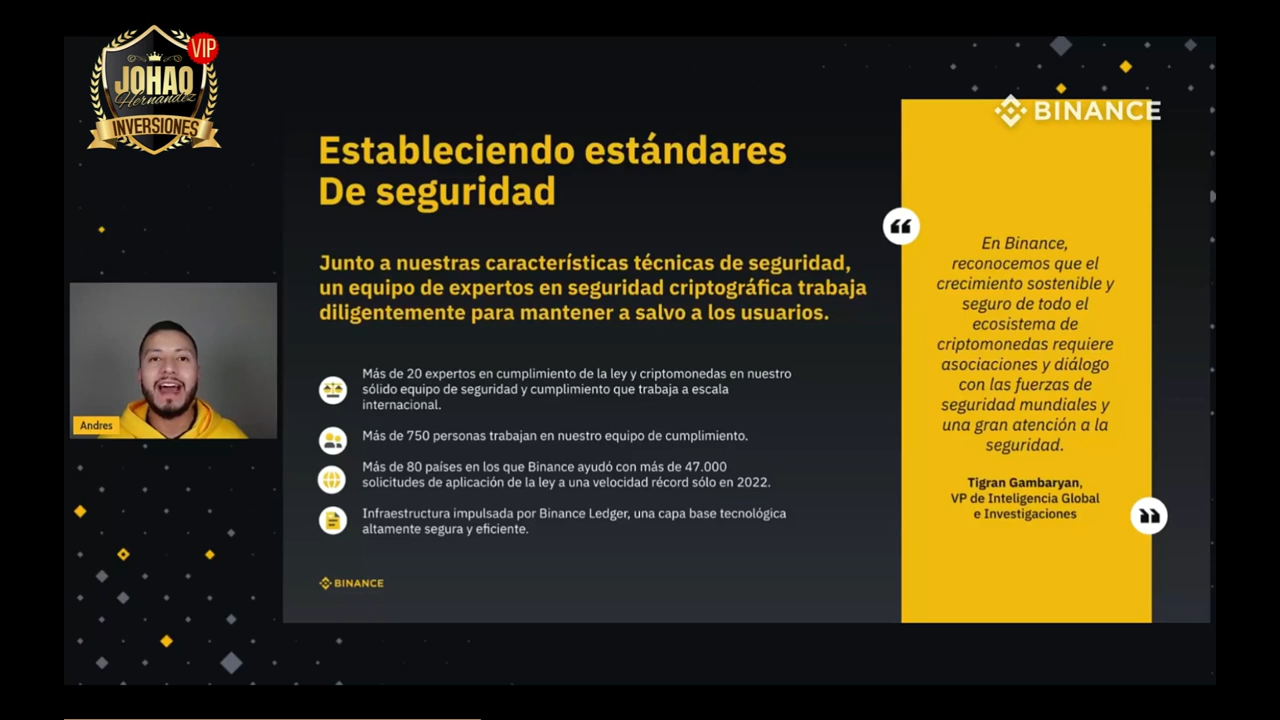 VIP
JOHAO
Hernandez
INVERSIONES
BINANCE
Estableciendo estándares
De seguridad
Junto a nuestras características técnicas de seguridad,
un equipo de expertos en seguridad criptográfica trabaja
diligentemente para mantener a salvo a los usuarios.
Más de 20 expertos en cumplimiento de la ley y criptomonedas en nuestro
sólido equipo de seguridad y cumplimiento que trabaja a escala
internacional.
Más de 750 personas trabajan en nuestro equipo de cumplimiento.
Más de 80 países en los que Binance ayudó con más de 47.000
solicitudes de aplicación de la ley a una velocidad récord sólo en 2022.
Infraestructura impulsada por Binance Ledger, una capa base tecnológica
altamente segura y eficiente.
BINANCE
“
En Binance,
reconocemos que el
crecimiento sostenible y
seguro de todo el
ecosistema de
criptomonedas requiere
asociaciones y diálogo
con las fuerzas de
seguridad mundiales y
una gran atención a la
seguridad.
Tigran Gambaryan,
VP de Inteligencia Global
e Investigaciones
”
Andres